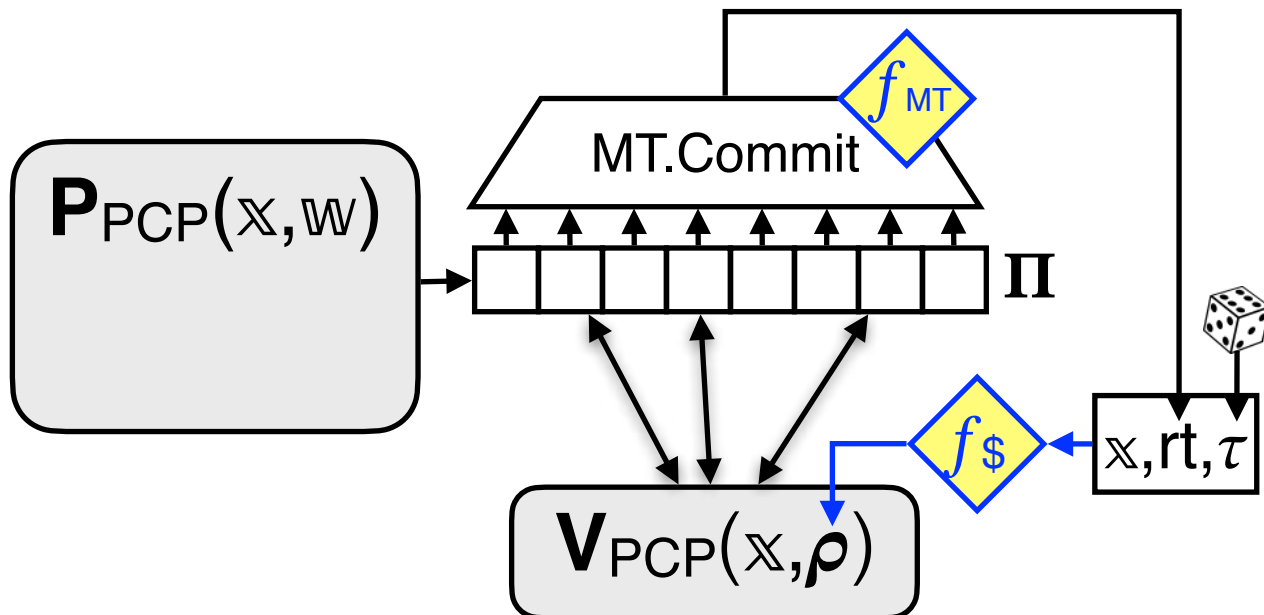 f MT
MT.Commit
P PCP(𝕩,𝕨)
Π
f $
𝕩,rt,τ
V PCP(𝕩,ρ)